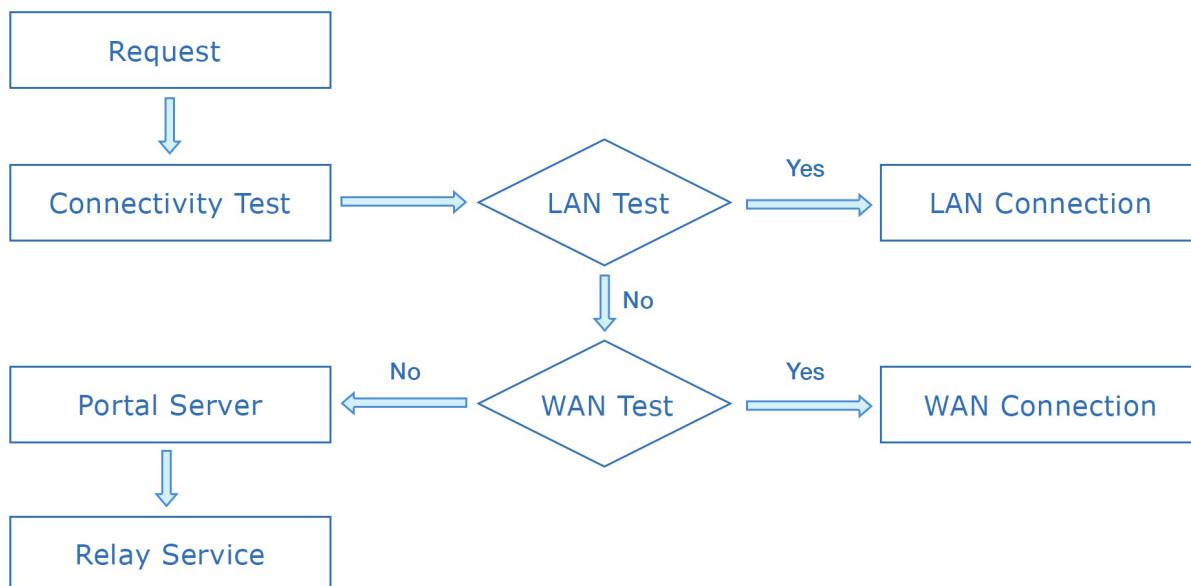 Request
Connectivity Test
LAN Test
Yes
LAN Connection
No
WAN Test
Yes
WAN Connection
No
Portal Server
Relay Service